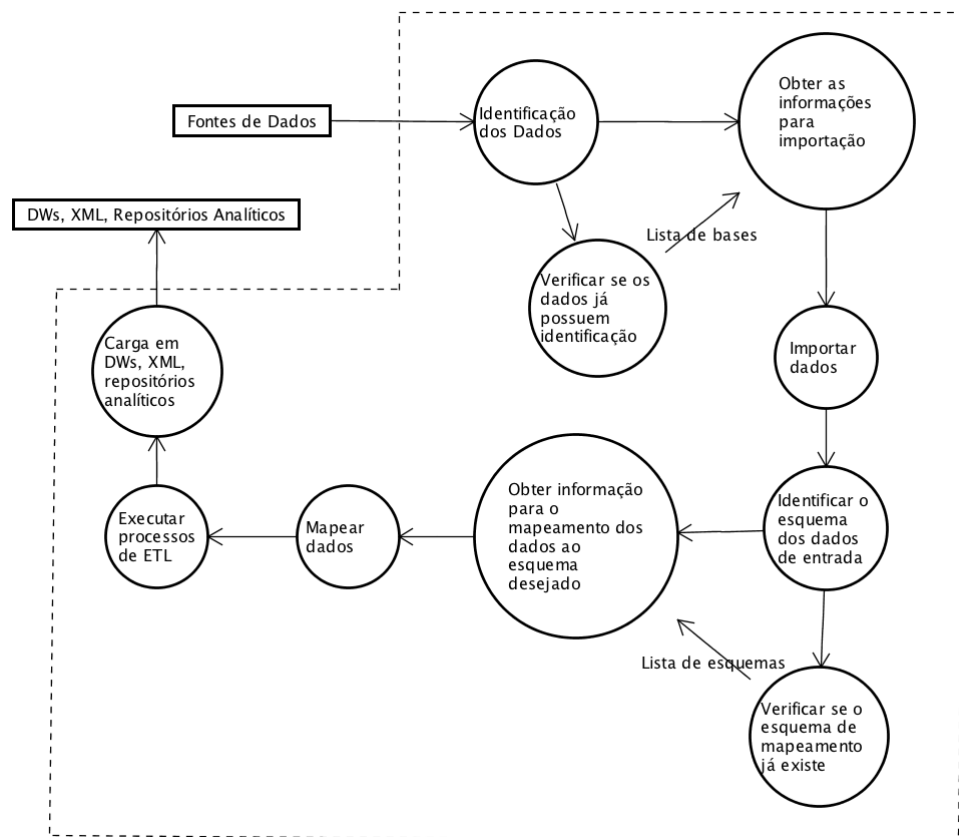 Fontes de Dados
Identificação
dos Dados
Obter as
informações
para
importação
DWs, XML, Repositórios Analíticos
Lista de bases
Verificar se os
dados já
possuem
identificação
Carga em
DWs, XML,
repositórios
analíticos
Importar
dados
Obter informação
para o
mapeamento dos
dados ao
esquema
desejado
Identificar o
esquema
dos dados
de entrada
Mapear
dados
Executar
processos
de ETL
Lista de esquemas
Verificar se o
esquema de
mapeamento
já existe